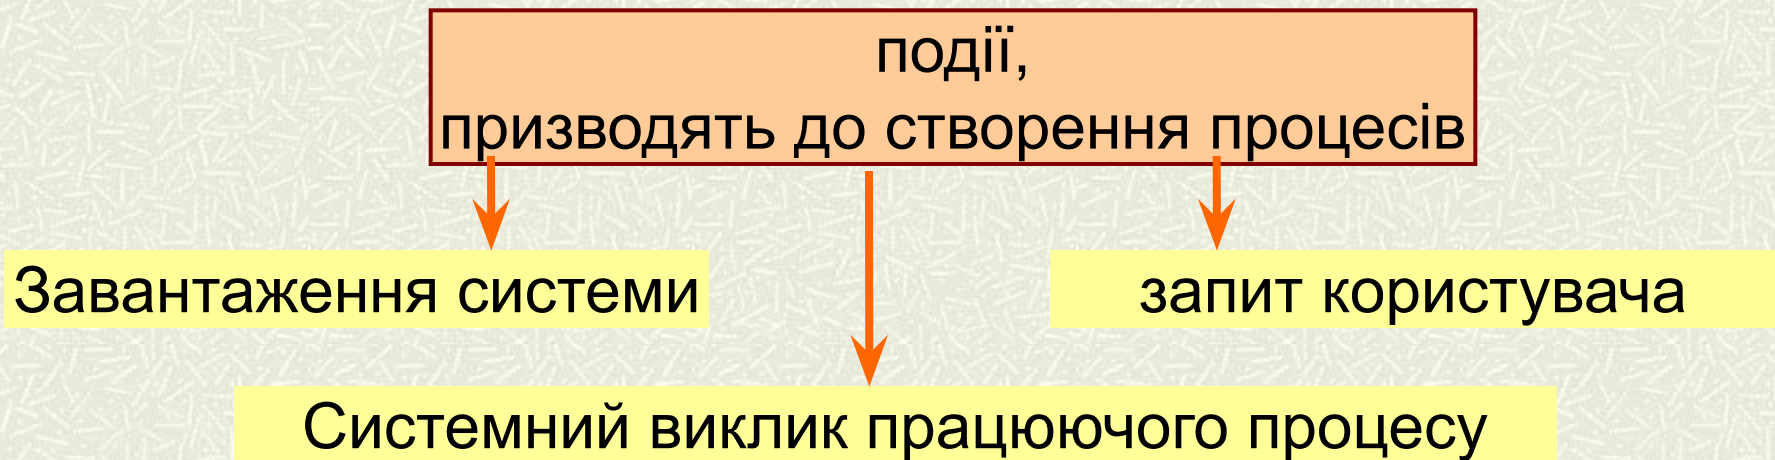 події,
призводять до створення процесів
Завантаження системи
запит користувача
Системний виклик працюючого процесу